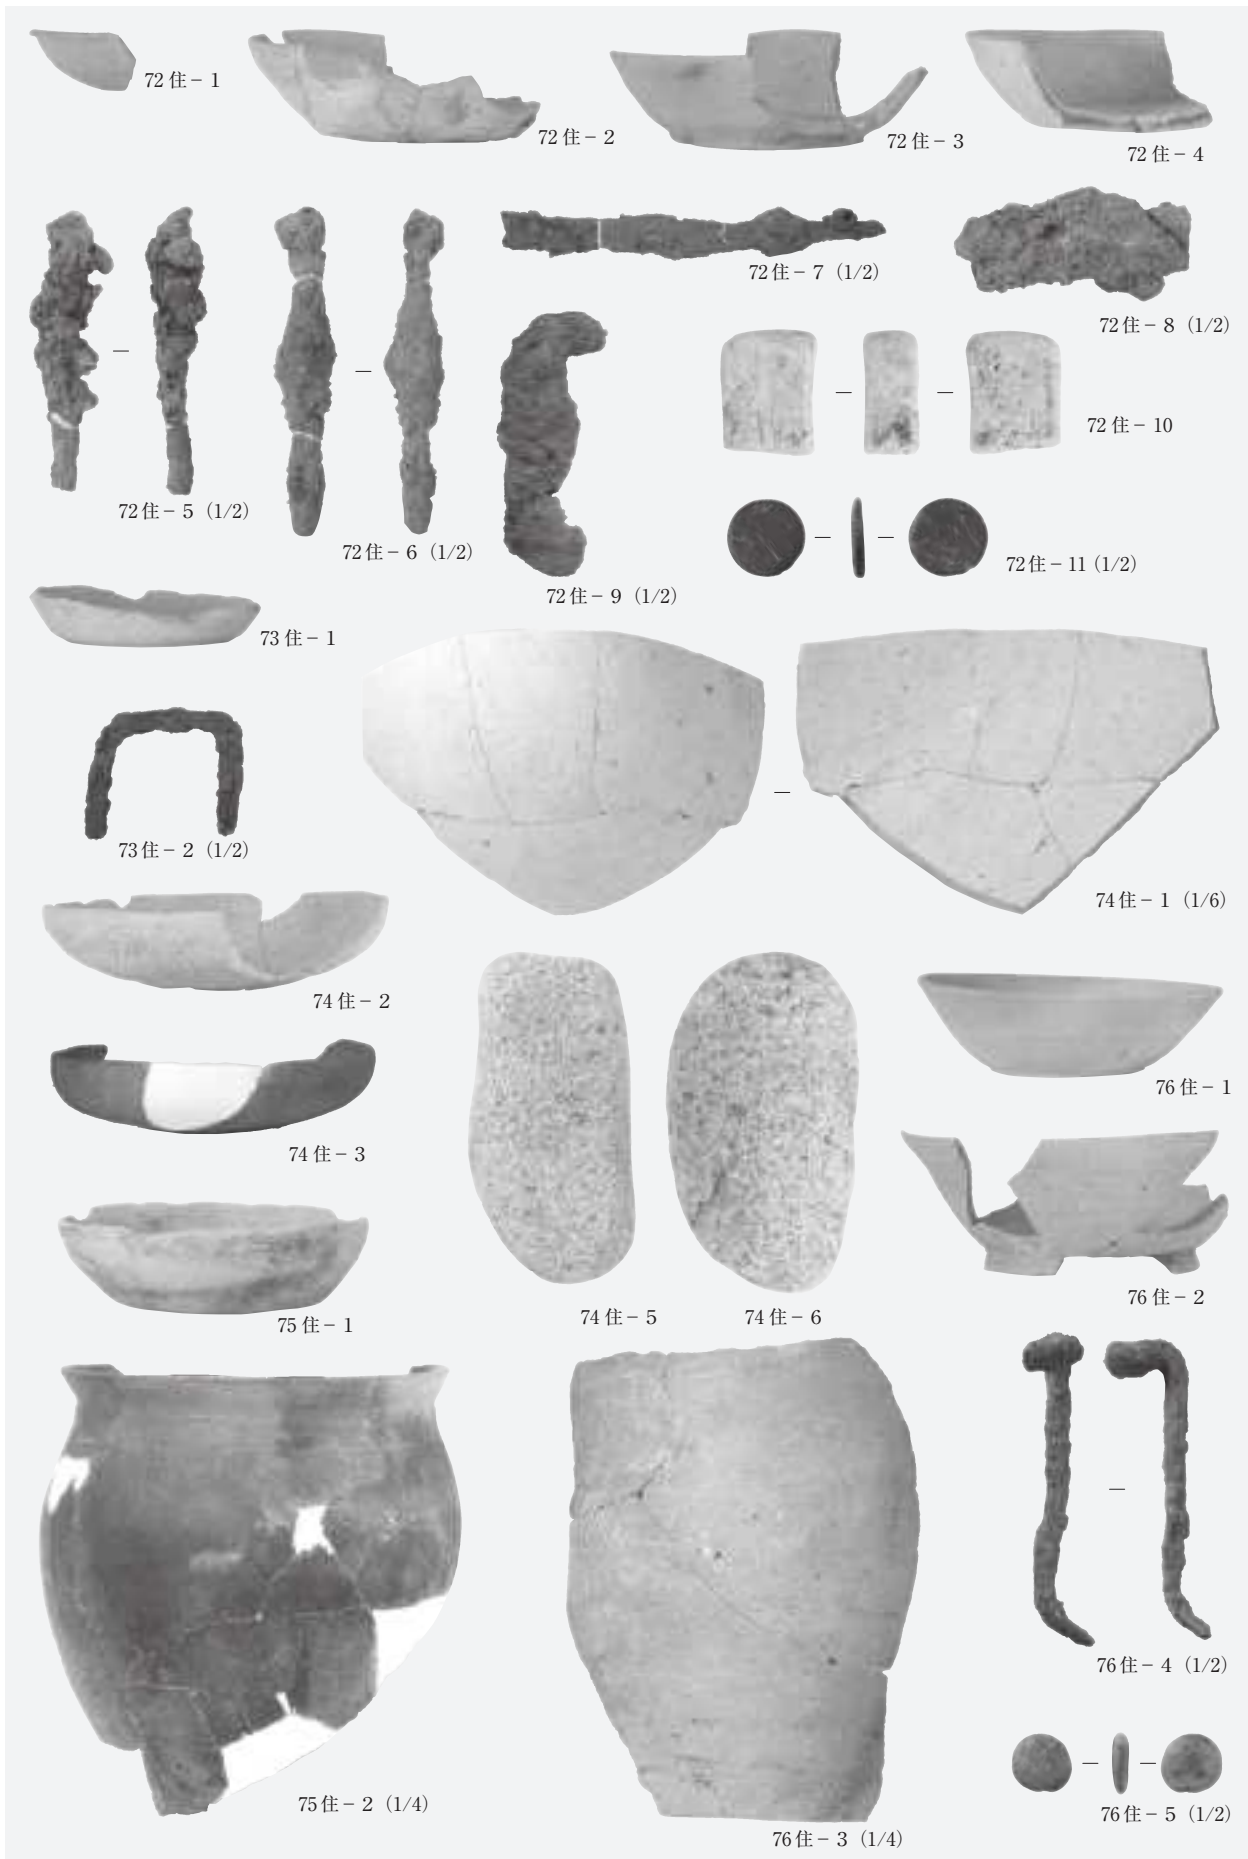 72住－1
72住－2
72住－3
72住－4
72住－5 (1/2)
72住－6 (1/2)
72住－7 (1/2)
72住－8 (1/2)
72住－9 (1/2)
72住－10
72住－11 (1/2)
73住－1
73住－2 (1/2)
74住－1 (1/6)
74住－2
74住－3
74住－5
74住－6
75住－1
75住－2 (1/4)
76住－1
76住－2
76住－3 (1/4)
76住－4 (1/2)
76住－5 (1/2)